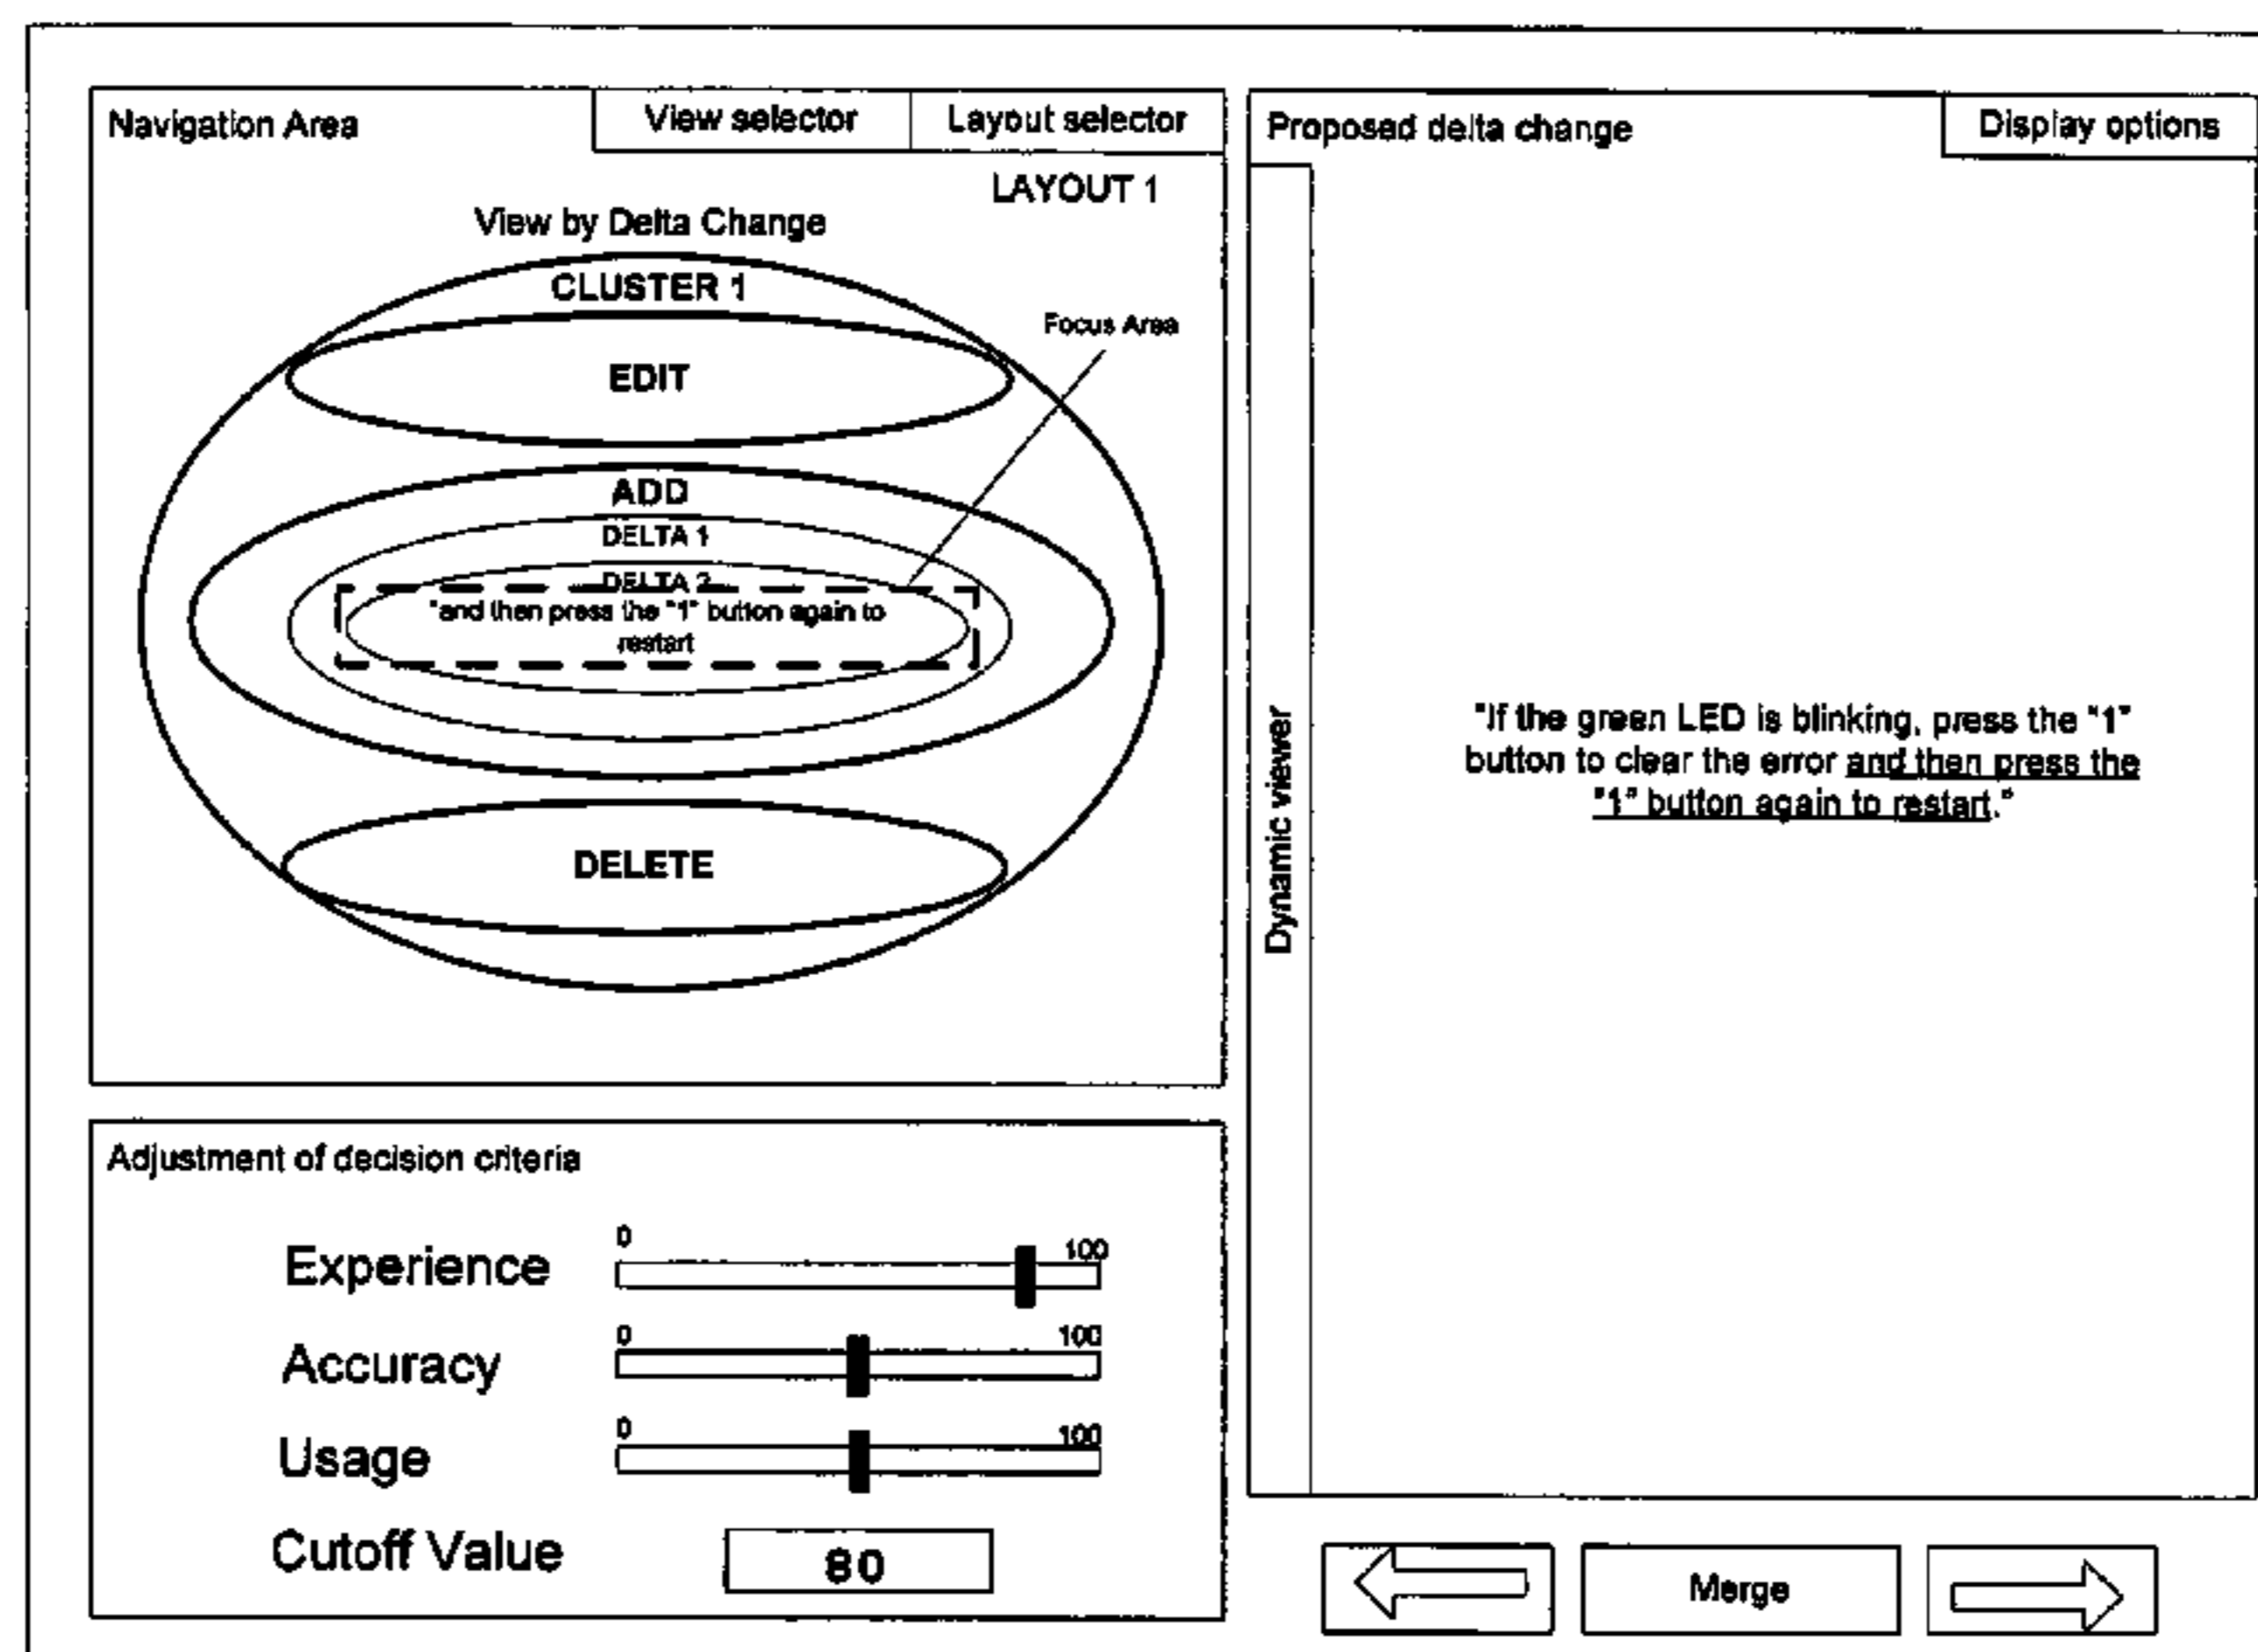 Navigation Area
View selector
Layout selector
LAYOUT 1
View by Delta Change
CLUSTER 1
Focus Area
EDIT
ADD
DELTA 1
DELTA 2
"and then press the "1" button again to
restart
DELETE
Proposed delta change
Display options
Dynamic viewer
"If the green LED is blinking, press the "1"
button to clear the error and then press the
"1" button again to restart."
Adjustment of decision criteria
Experience
0
100
Accuracy
0
100
Usage
0
100
Cutoff Value
80
Merge